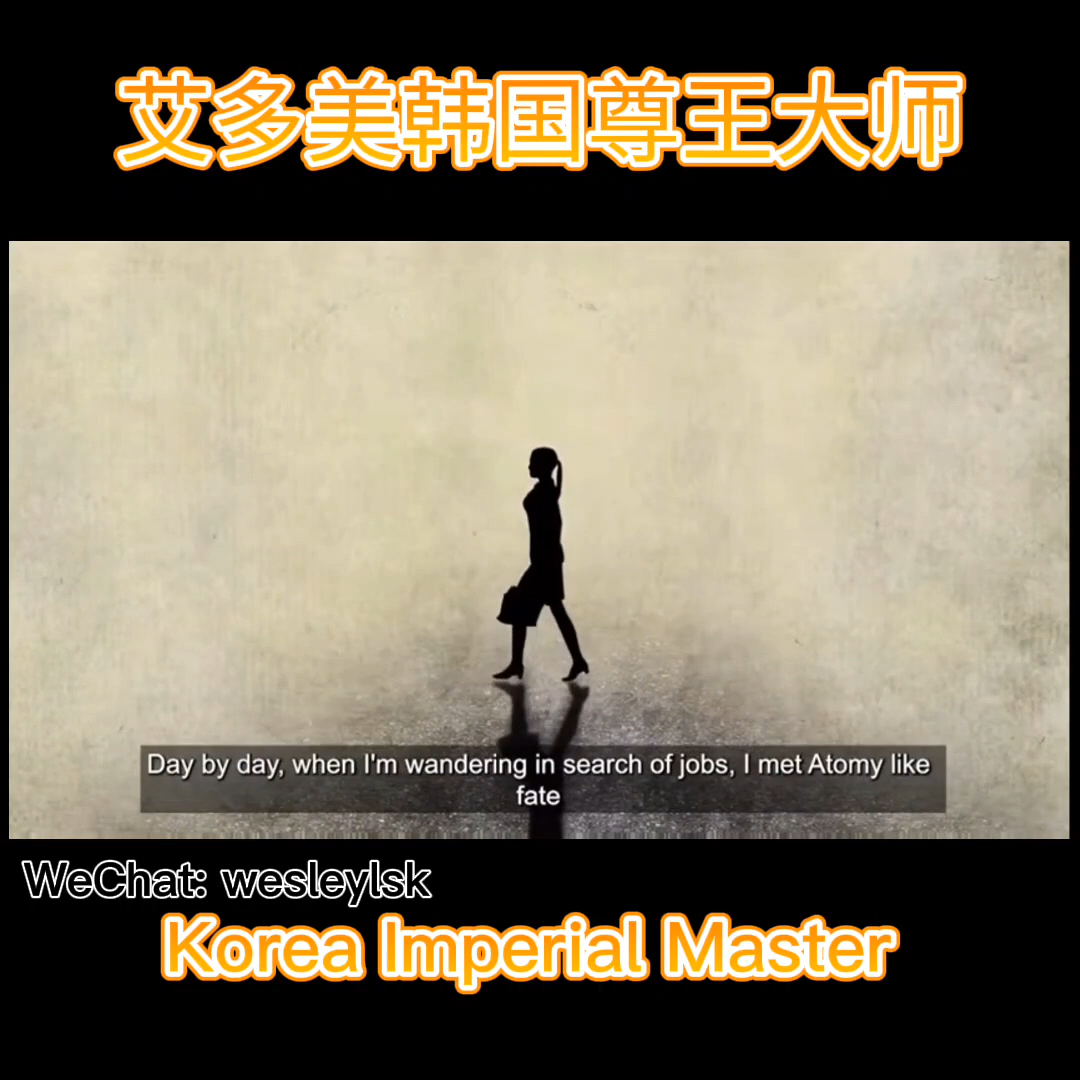 艾多美韩国尊王大师
Day by day, when I'm wandering in search of jobs, I met Atomy like
fate
WeChat: wesleylsk
Korea Imperial Master